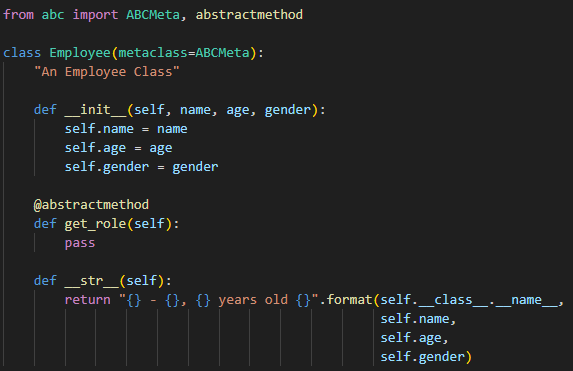 from abc import ABCMeta, abstractmethod

class Employee(metaclass=ABCMeta):
    "An Employee Class"

    def __init__(self, name, age, gender):
        self.name = name
        self.age = age
        self.gender = gender

    @abstractmethod
    def get_role(self):
        pass

    def __str__(self):
        return "{} - {}, {} years old {}".format(self.__class__.__name__,
                                                 self.name,
                                                 self.age,
                                                 self.gender)